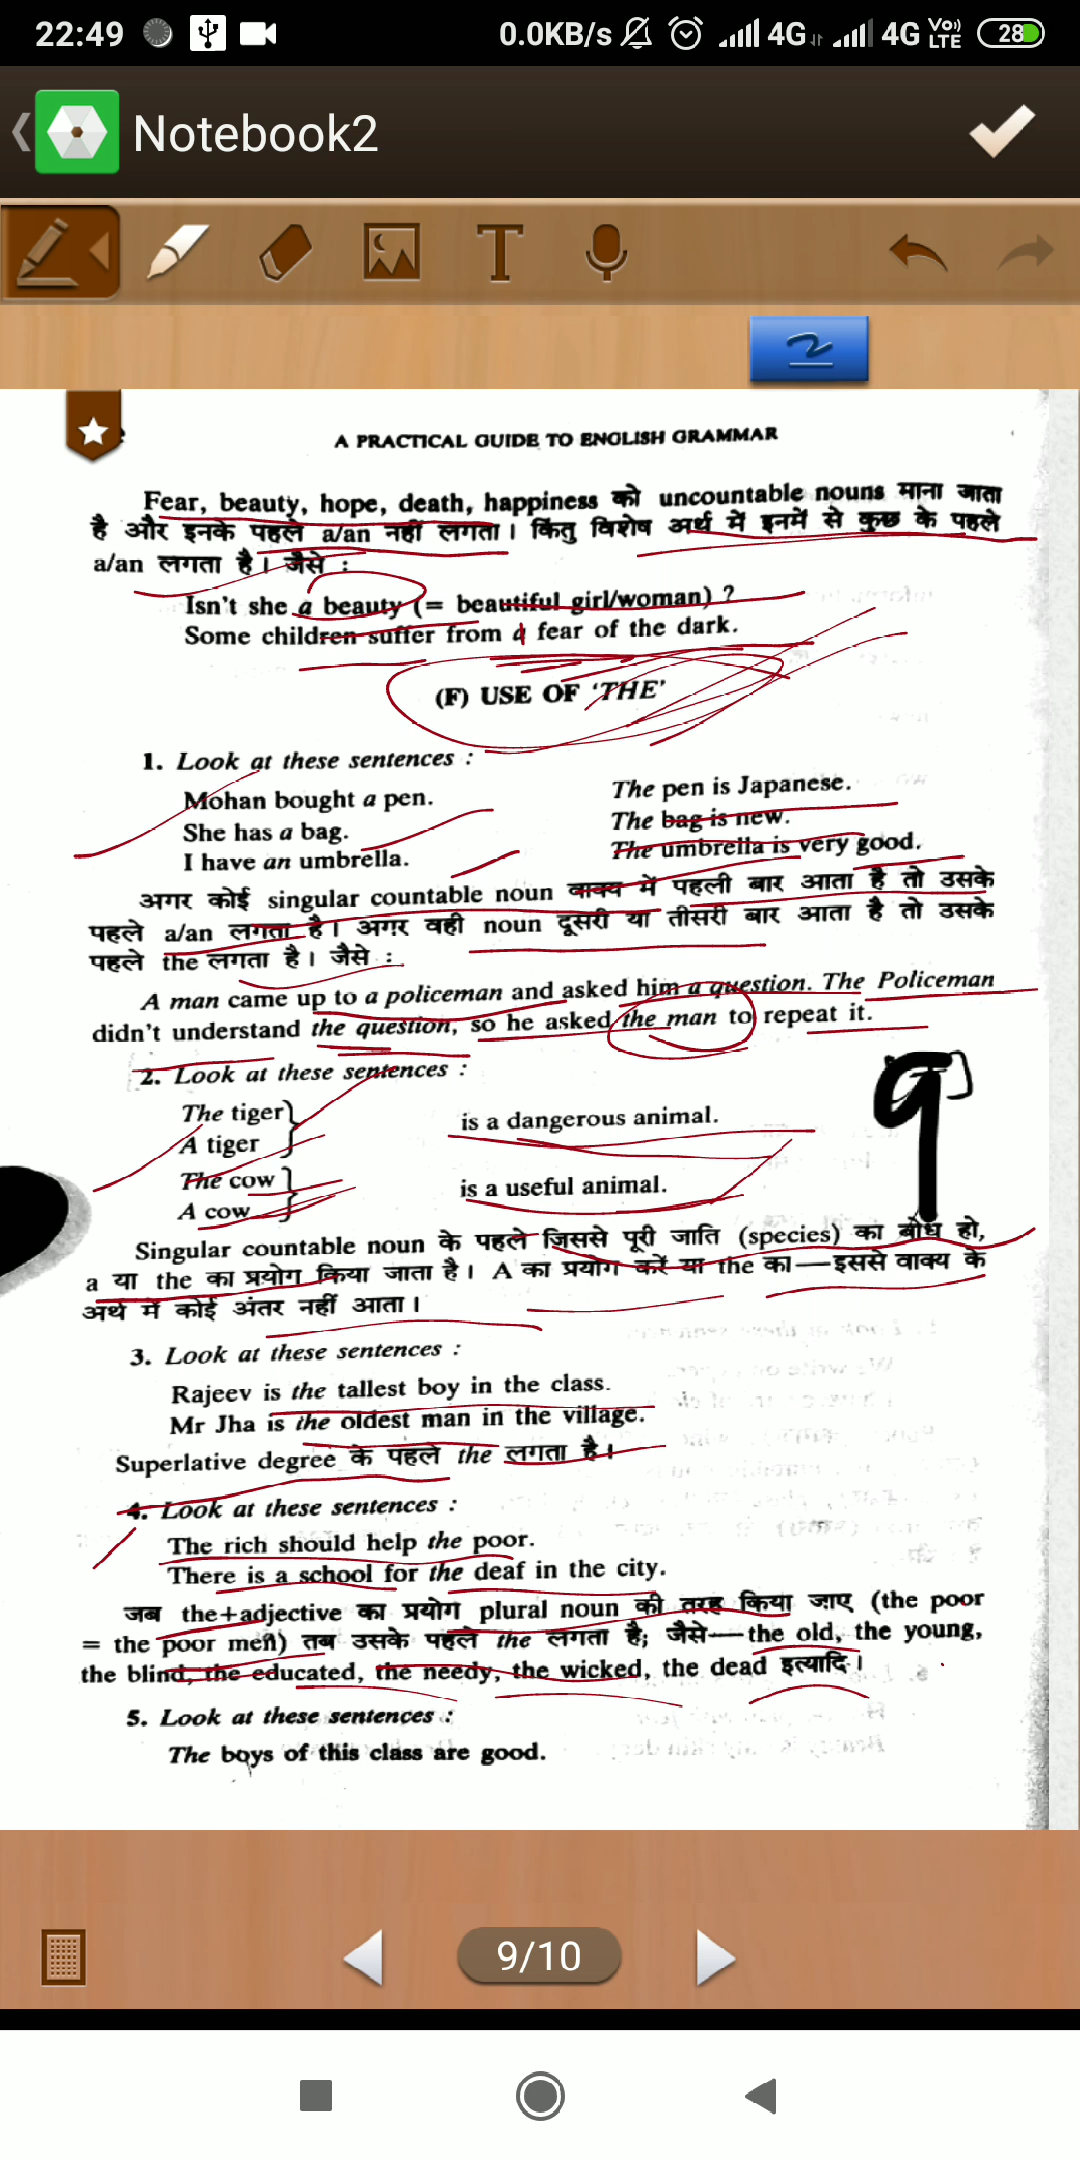 22:49 0.0KB/s 4G 4G Vo)) LTE 28
Notebook2
T
2
A PRACTICAL GUIDE TO ENGLISH GRAMMAR
Fear, beauty, hope, death, happiness को uncountable nouns माना जाता
है और इनके पहले a/an नहीं लगता। किंतु विशेष अर्थ में इनमें से कुछ के पहले
a/an लगता है। जैसे :
Isn't she a beauty (= beautiful girl/woman) ?
Some children suffer from a fear of the dark.
(F) USE OF 'THE'
1. Look at these sentences :
Mohan bought a pen. The pen is Japanese.
She has a bag. The bag is new.
I have an umbrella. The umbrella is very good.
अगर कोई singular countable noun वाक्य में पहली बार आता है तो उसके
पहले a/an लगता है। अगर वही noun दूसरी या तीसरी बार आता है तो उसके
पहले the लगता है। जैसे :
A man came up to a policeman and asked him a question. The Policeman
didn't understand the question, so he asked the man to repeat it.
2. Look at these sentences :
The tiger
A tiger
is a dangerous animal.
The cow
A cow
is a useful animal.
9
Singular countable noun के पहले जिससे पूरी जाति (species) का बोध हो,
a या the का प्रयोग किया जाता है। A का प्रयोग करें या the का—इससे वाक्य के
अर्थ में कोई अंतर नहीं आता।
3. Look at these sentences :
Rajeev is the tallest boy in the class.
Mr Jha is the oldest man in the village.
Superlative degree के पहले the लगता है।
4. Look at these sentences :
The rich should help the poor.
There is a school for the deaf in the city.
जब the+adjective का प्रयोग plural noun की तरह किया जाए (the poor
= the poor men) तब उसके पहले the लगता है; जैसे—the old, the young,
the blind, the educated, the needy, the wicked, the dead इत्यादि।
5. Look at these sentences :
The boys of this class are good.
9/10